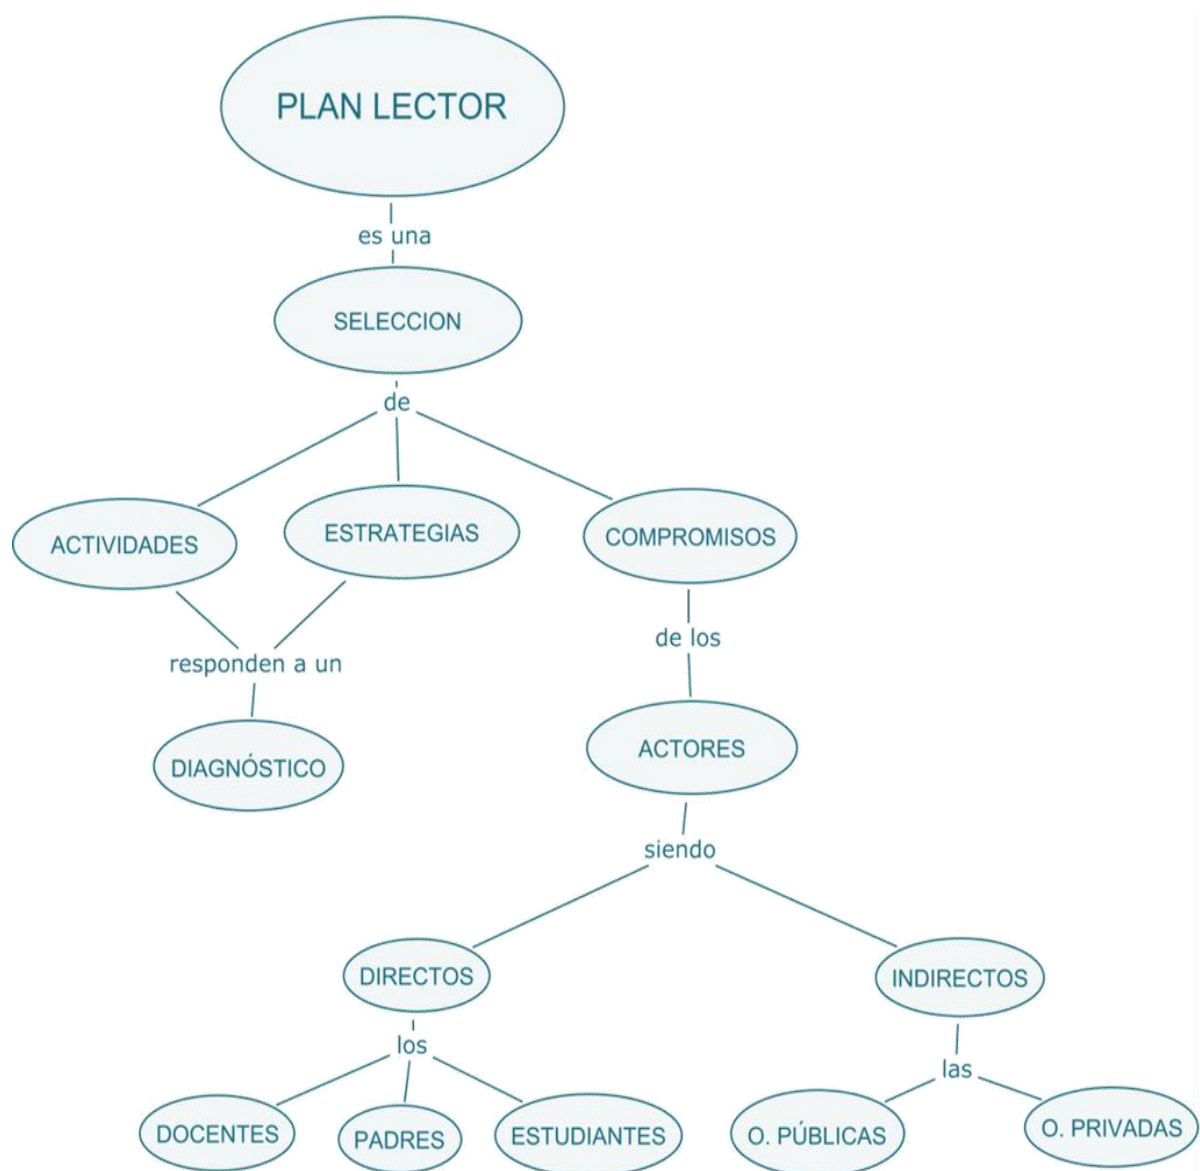 PLAN LECTOR
es una
SELECCION
de
ACTIVIDADES
ESTRATEGIAS
COMPROMISOS
responden a un
DIAGNÓSTICO
de los
ACTORES
siendo
DIRECTOS
INDIRECTOS
los
las
DOCENTES
PADRES
ESTUDIANTES
O. PÚBLICAS
O. PRIVADAS